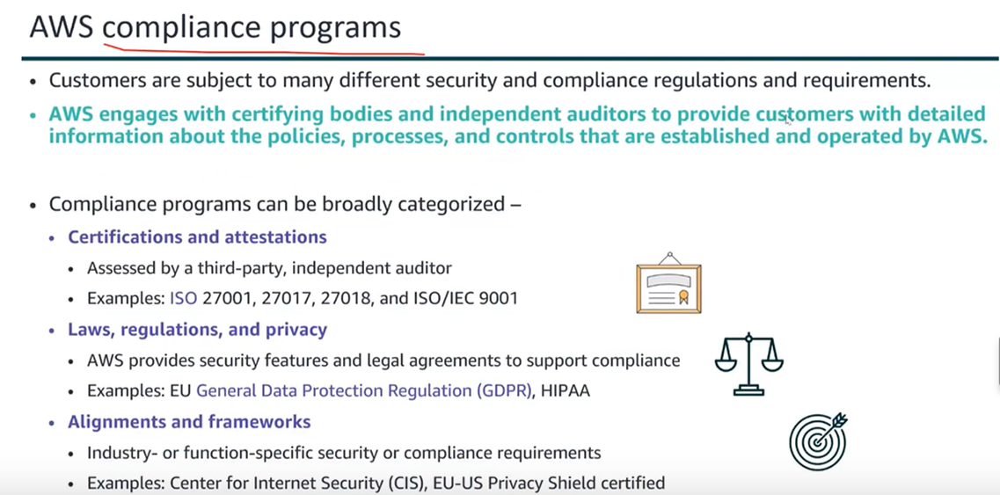 AWS compliance programs
• Customers are subject to many different security and compliance regulations and requirements.
• AWS engages with certifying bodies and independent auditors to provide customers with detailed
information about the policies, processes, and controls that are established and operated by AWS.
• Compliance programs can be broadly categorized –
• Certifications and attestations
• Assessed by a third-party, independent auditor
• Examples: ISO 27001, 27017, 27018, and ISO/IEC 9001
• Laws, regulations, and privacy
• AWS provides security features and legal agreements to support compliance
• Examples: EU General Data Protection Regulation (GDPR), HIPAA
• Alignments and frameworks
• Industry- or function-specific security or compliance requirements
• Examples: Center for Internet Security (CIS), EU-US Privacy Shield certified